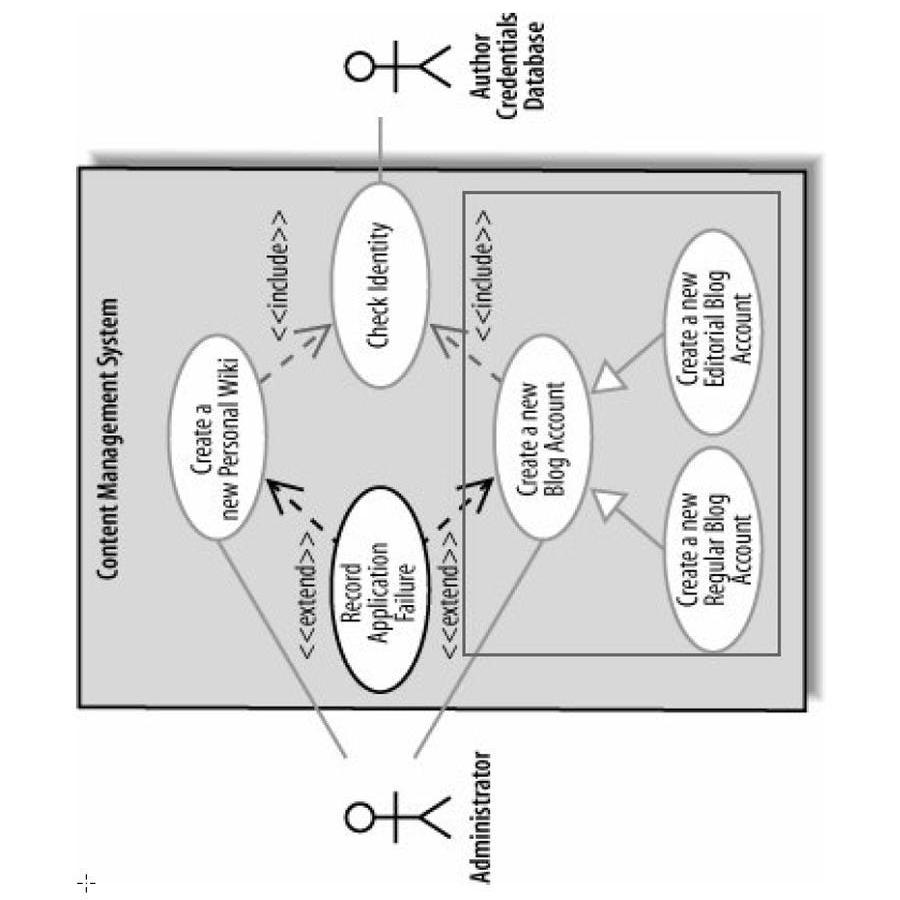 Content Management System
Create a
new Personal Wiki
<<include>>
<<extend>>
Record
Application
Failure
Check Identity
<<extend>>
<<include>>
Create a new
Blog Account
Create a new
Regular Blog
Account
Create a new
Editorial Blog
Account
Administrator
Author
Credentials
Database